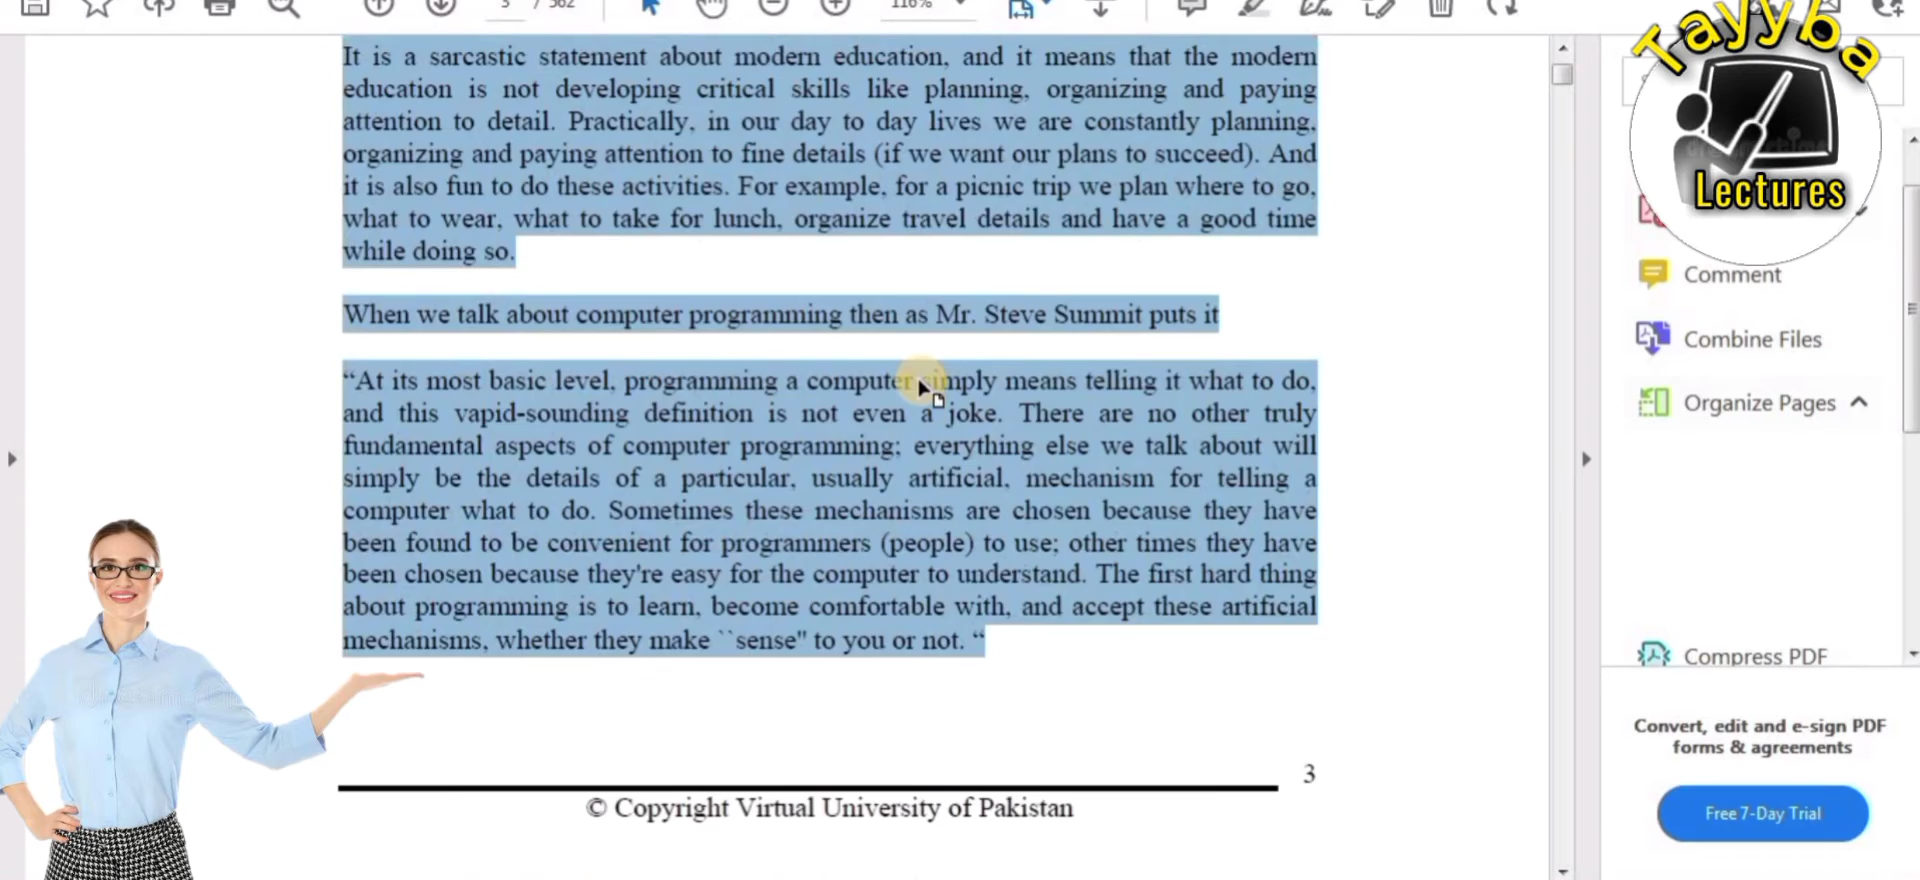 3 / 562
116%
It is a sarcastic statement about modern education, and it means that the modern
education is not developing critical skills like planning, organizing and paying
attention to detail. Practically, in our day to day lives we are constantly planning,
organizing and paying attention to fine details (if we want our plans to succeed). And
it is also fun to do these activities. For example, for a picnic trip we plan where to go,
what to wear, what to take for lunch, organize travel details and have a good time
while doing so.
When we talk about computer programming then as Mr. Steve Summit puts it
“At its most basic level, programming a computer simply means telling it what to do,
and this vapid-sounding definition is not even a joke. There are no other truly
fundamental aspects of computer programming; everything else we talk about will
simply be the details of a particular, usually artificial, mechanism for telling a
computer what to do. Sometimes these mechanisms are chosen because they have
been found to be convenient for programmers (people) to use; other times they have
been chosen because they're easy for the computer to understand. The first hard thing
about programming is to learn, become comfortable with, and accept these artificial
mechanisms, whether they make ``sense'' to you or not. “
3
© Copyright Virtual University of Pakistan
Tayyba
Lectures
Comment
Combine Files
Organize Pages
Compress PDF
Convert, edit and e-sign PDF
forms & agreements
Free 7-Day Trial